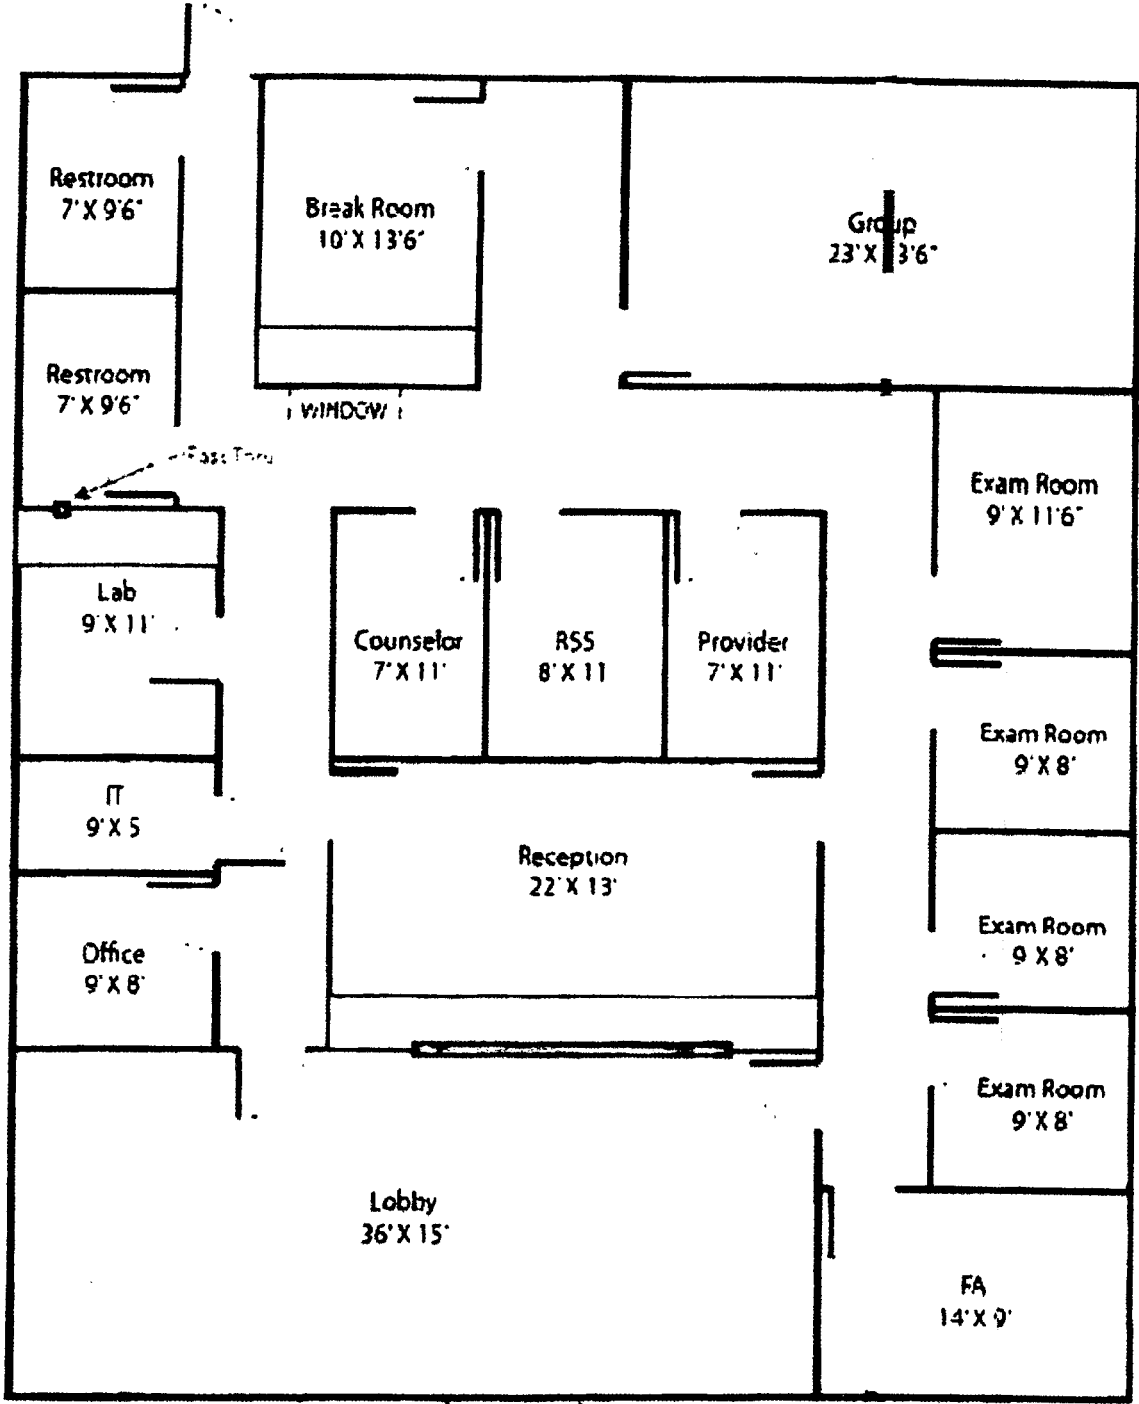 Restroom
7' X 9'6"
Break Room
10' X 13'6"
Group
23' X 3'6"
Restroom
7' X 9'6"
WINDOW
Pass Thru
Exam Room
9' X 11'6"
Lab
9' X 11'
Counselor
7' X 11'
RSS
8' X 11
Provider
7' X 11'
Exam Room
9' X 8'
IT
9' X 5
Reception
22' X 13'
Office
9' X 8'
Exam Room
9 X 8'
Exam Room
9' X 8'
Lobby
36' X 15'
FA
14' X 9'